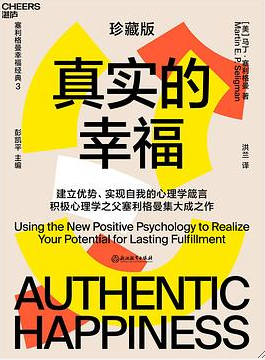 CHEERS
湛庐
珍藏版
塞利格曼幸福经典 3
彭凯平 主编
[美] 马丁·塞利格曼 著
Martin E.P. Seligman
洪兰 译
真实的
幸福
建立优势、实现自我的心理学箴言
积极心理学之父塞利格曼集大成之作
Using the New Positive Psychology to Realize
Your Potential for Lasting Fulfillment
浙江教育出版社
AUTHENTIC
HAPPINESS